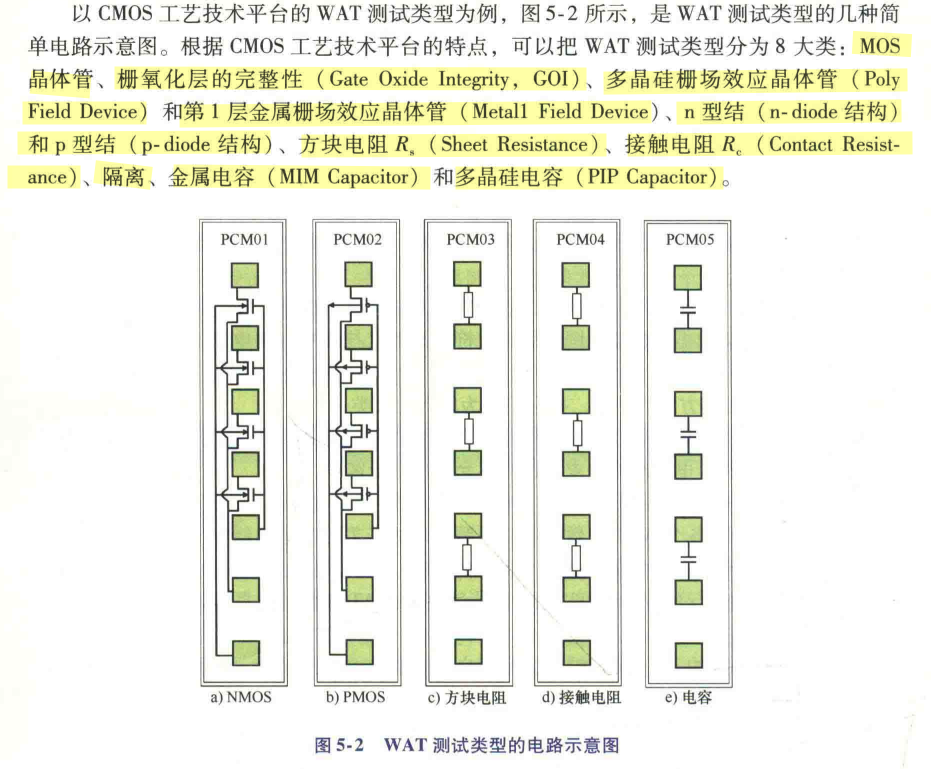 以 CMOS 工艺技术平台的 WAT 测试类型为例，图5-2 所示，是 WAT 测试类型的几种简
单电路示意图。根据 CMOS 工艺技术平台的特点，可以把 WAT 测试类型分为 8 大类：MOS
晶体管、栅氧化层的完整性（Gate Oxide Integrity，GOI）、多晶硅栅场效应晶体管（Poly
Field Device）和第 1 层金属栅场效应晶体管（Metal1 Field Device）、n 型结（n-diode 结构）
和 p 型结（p-diode 结构）、方块电阻 Rs（Sheet Resistance）、接触电阻 Rc（Contact Resist-
ance）、隔离、金属电容（MIM Capacitor）和多晶硅电容（PIP Capacitor）。
PCM01 PCM02 PCM03 PCM04 PCM05
a) NMOS b) PMOS c) 方块电阻 d) 接触电阻 e) 电容
图 5-2 WAT 测试类型的电路示意图